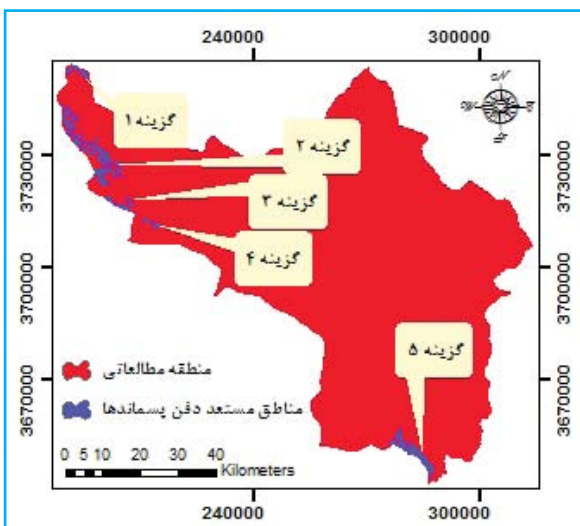 240000 300000
N
W E
S
گزینه ۱
گزینه ۲
3730000 3730000
گزینه ۳
گزینه ۴
3700000 3700000
گزینه ۵
منطقه مطالعاتی
3670000 3670000
مناطق مستعد دفن پسماندها
0 5 10 20 30 40
Kilometers
240000 300000